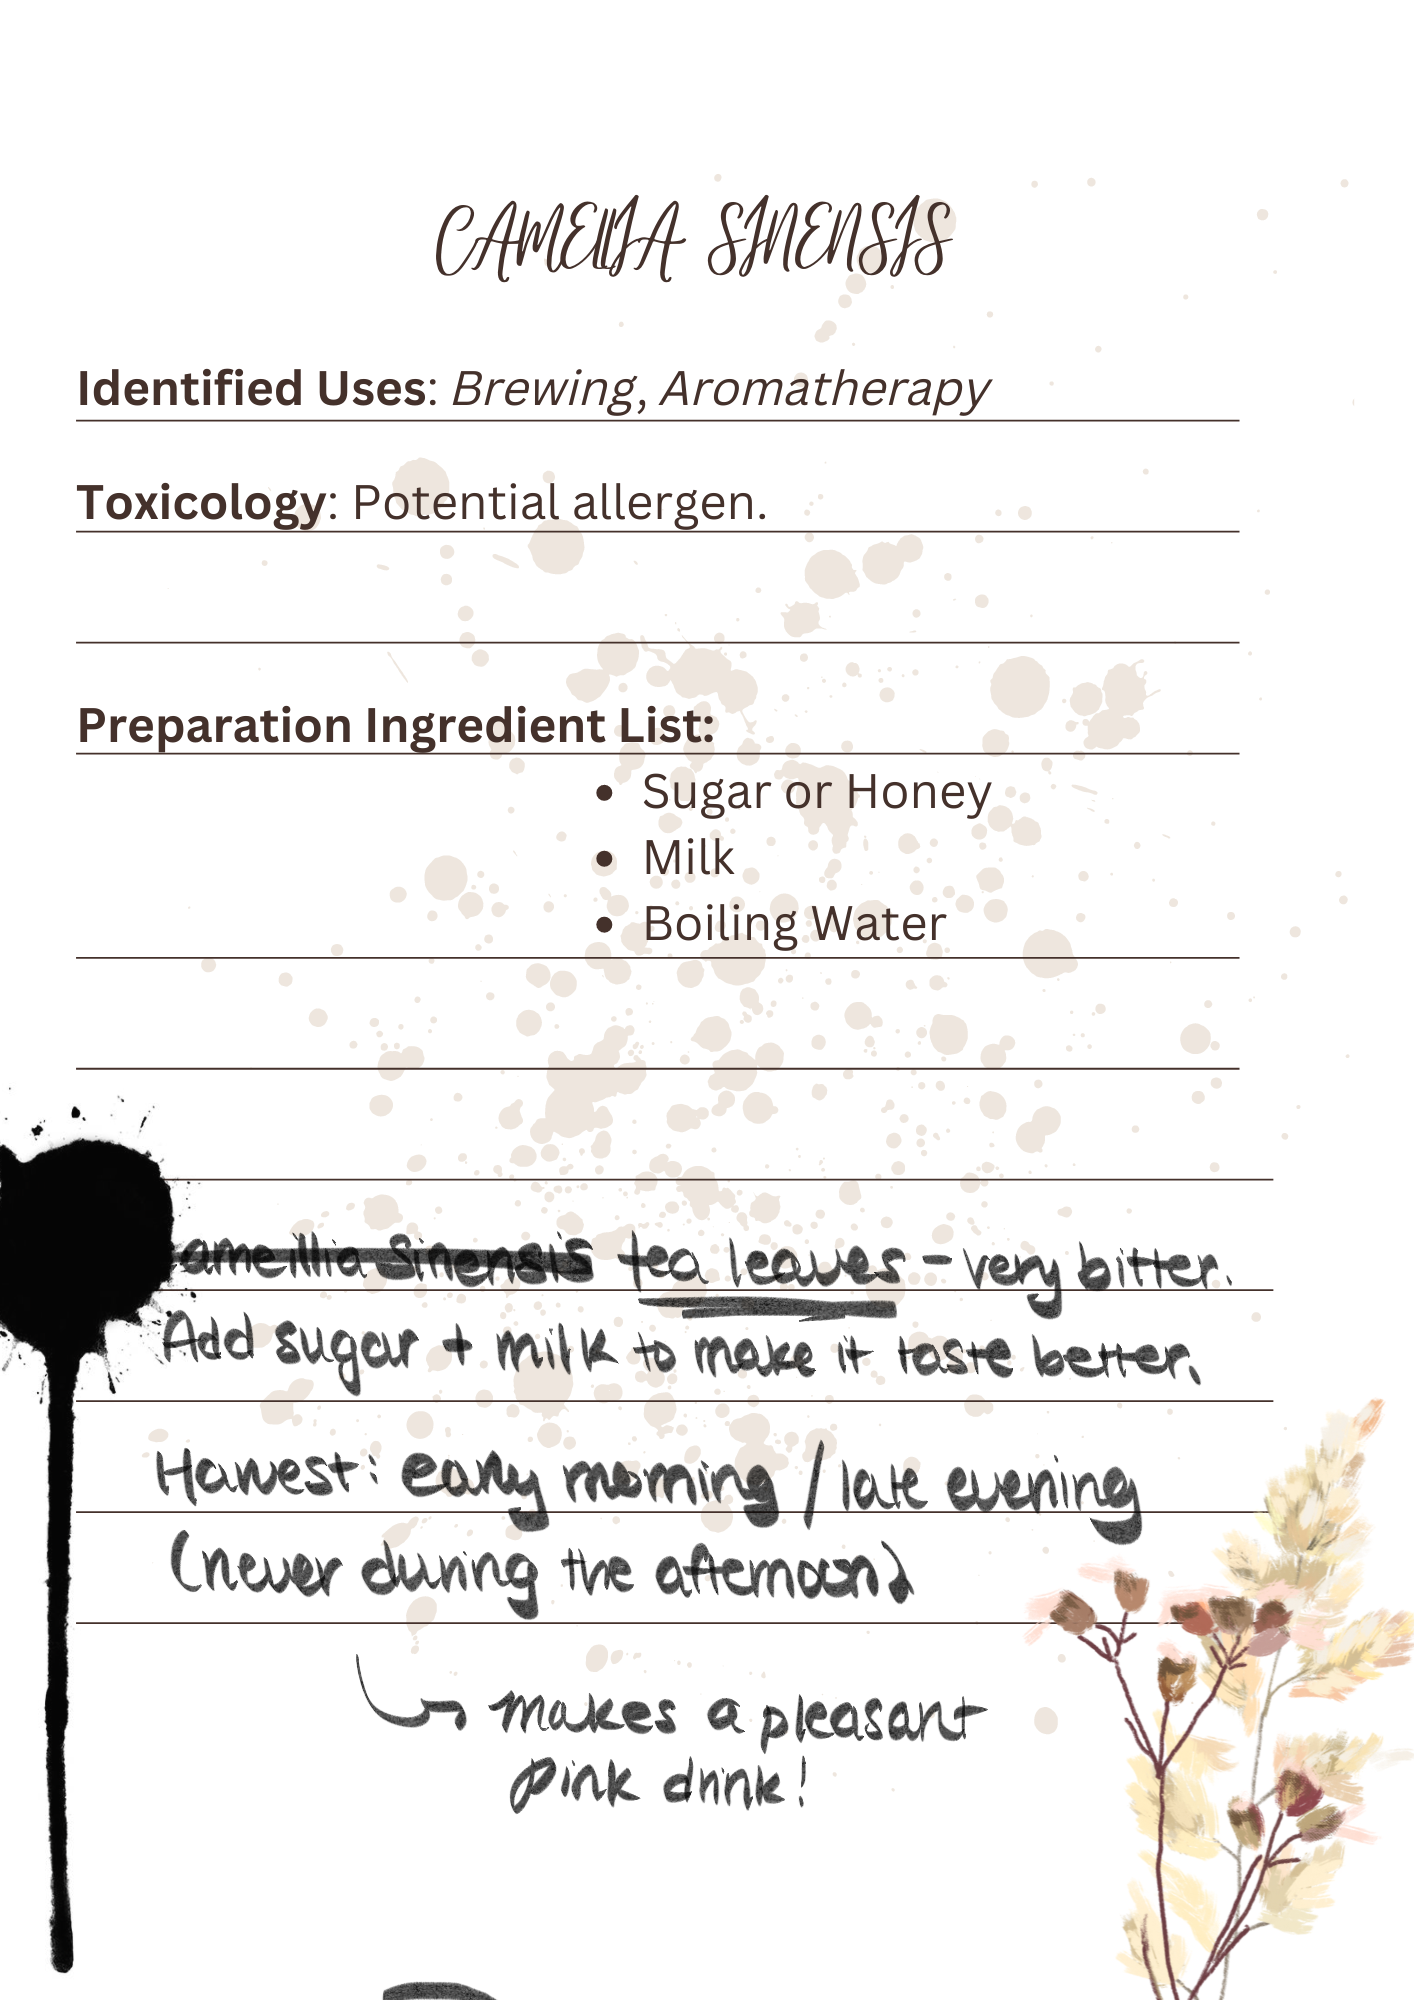 CAMELLIA SINENSIS
Identified Uses: Brewing, Aromatherapy
Toxicology: Potential allergen.
Preparation Ingredient List:
• Sugar or Honey
• Milk
• Boiling Water
amellia Sinensis tea leaves - very bitter.
Add sugar + milk to make it taste better.
Harvest: early morning / late evening
(never during the afternoon)
makes a pleasant
pink drink!